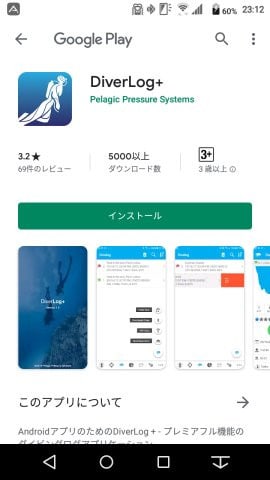 60% 23:12
Google Play
DiverLog+
Pelagic Pressure Systems
3.2★
5000以上
3+
69件のレビュー
ダウンロード数
3 歳以上
インストール
DiverLog+
このアプリについて
AndroidアプリのためのDiverLog + - プレミアフル機能の
ダイビングログアプリケーション